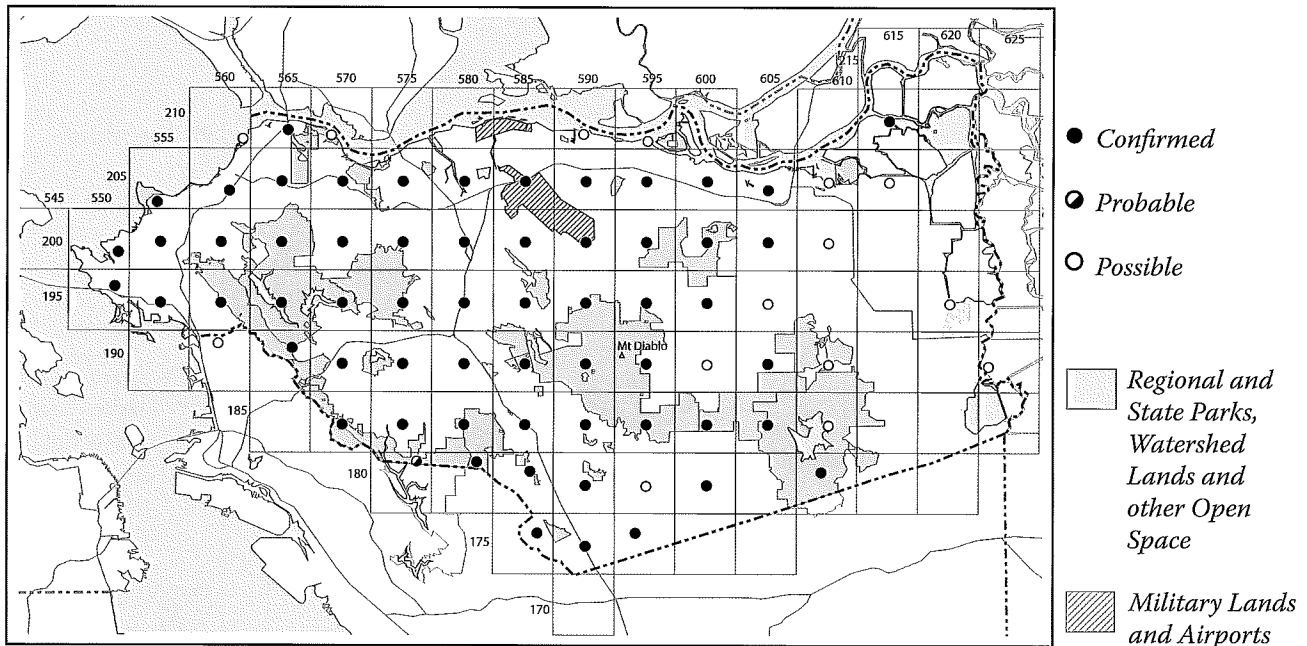 615
620
625
215
560
565
570
575
580
585
590
595
600
605
610
210
555
205
545
550
200
195
190
Mt Diablo
185
180
175
170
Confirmed
Probable
Possible
Regional and
State Parks,
Watershed
Lands and
other Open
Space
Military Lands
and Airports